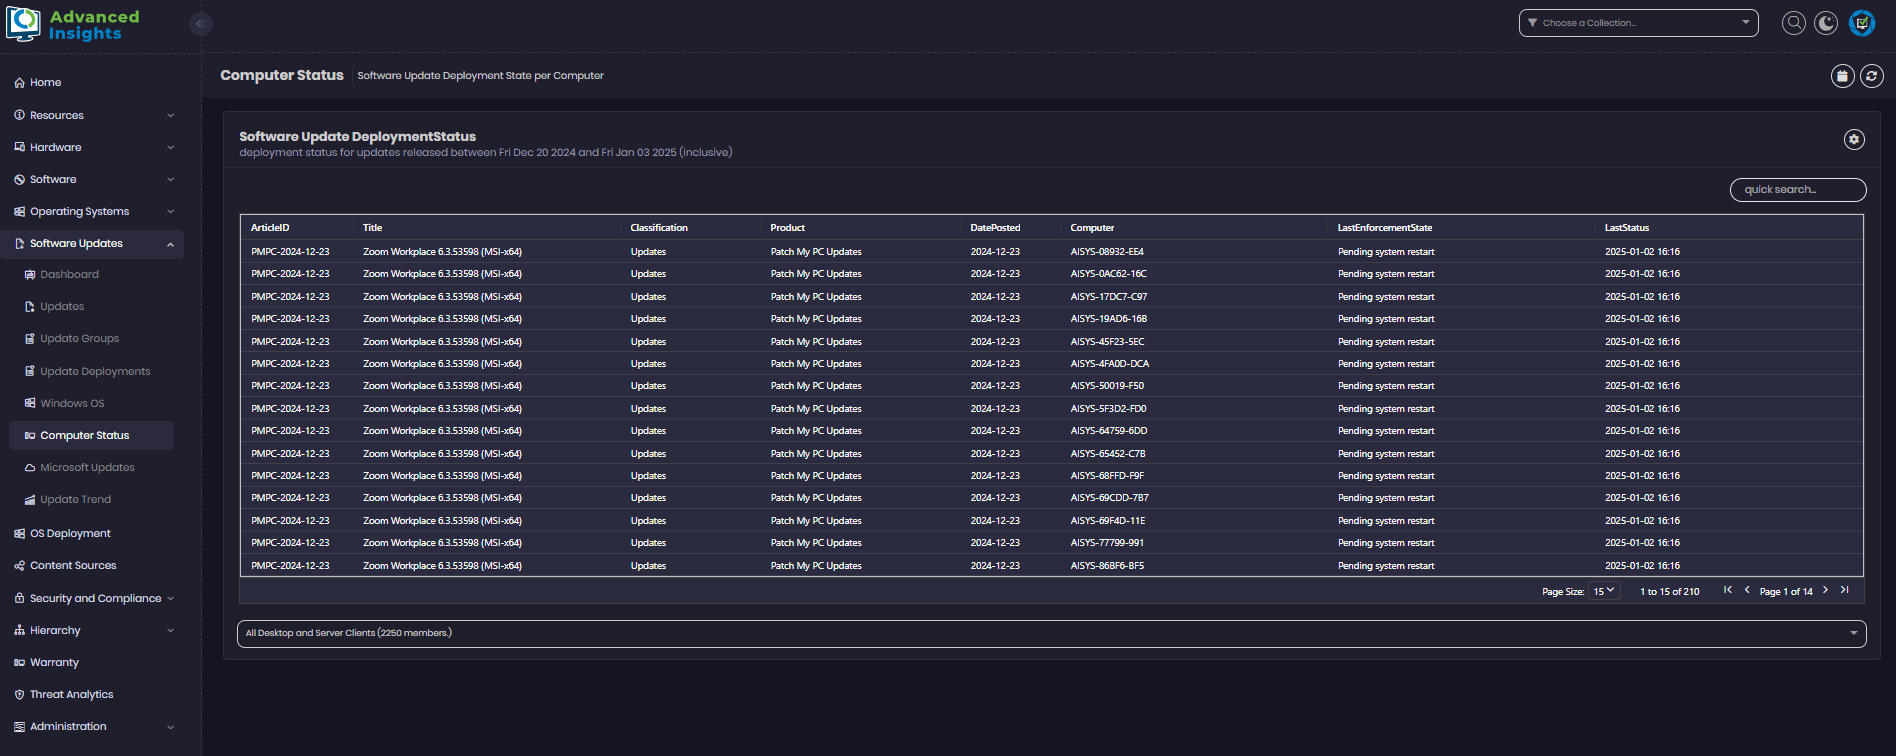 Advanced
Insights
Choose a Collection...
Home
Resources
Hardware
Software
Operating Systems
Software Updates
Dashboard
Updates
Update Groups
Update Deployments
Windows OS
Computer Status
Microsoft Updates
Update Trend
OS Deployment
Content Sources
Security and Compliance
Hierarchy
Warranty
Threat Analytics
Administration
Computer Status Software Update Deployment State per Computer
Software Update DeploymentStatus
deployment status for updates released between Fri Dec 20 2024 and Fri Jan 03 2025 (inclusive)
quick search...
ArticleID Title Classification Product DatePosted Computer LastEnforcementState LastStatus
PMPC-2024-12-23 Zoom Workplace 6.3.53598 (MSI-x64) Updates Patch My PC Updates 2024-12-23 AISYS-08932-EE4 Pending system restart 2025-01-02 16:16
PMPC-2024-12-23 Zoom Workplace 6.3.53598 (MSI-x64) Updates Patch My PC Updates 2024-12-23 AISYS-0AC62-16C Pending system restart 2025-01-02 16:16
PMPC-2024-12-23 Zoom Workplace 6.3.53598 (MSI-x64) Updates Patch My PC Updates 2024-12-23 AISYS-17DC7-C97 Pending system restart 2025-01-02 16:16
PMPC-2024-12-23 Zoom Workplace 6.3.53598 (MSI-x64) Updates Patch My PC Updates 2024-12-23 AISYS-19AD6-16B Pending system restart 2025-01-02 16:16
PMPC-2024-12-23 Zoom Workplace 6.3.53598 (MSI-x64) Updates Patch My PC Updates 2024-12-23 AISYS-45F23-5EC Pending system restart 2025-01-02 16:16
PMPC-2024-12-23 Zoom Workplace 6.3.53598 (MSI-x64) Updates Patch My PC Updates 2024-12-23 AISYS-4FA0D-DCA Pending system restart 2025-01-02 16:16
PMPC-2024-12-23 Zoom Workplace 6.3.53598 (MSI-x64) Updates Patch My PC Updates 2024-12-23 AISYS-50019-F50 Pending system restart 2025-01-02 16:16
PMPC-2024-12-23 Zoom Workplace 6.3.53598 (MSI-x64) Updates Patch My PC Updates 2024-12-23 AISYS-5F3D2-FD0 Pending system restart 2025-01-02 16:16
PMPC-2024-12-23 Zoom Workplace 6.3.53598 (MSI-x64) Updates Patch My PC Updates 2024-12-23 AISYS-64759-6DD Pending system restart 2025-01-02 16:16
PMPC-2024-12-23 Zoom Workplace 6.3.53598 (MSI-x64) Updates Patch My PC Updates 2024-12-23 AISYS-65452-C7B Pending system restart 2025-01-02 16:16
PMPC-2024-12-23 Zoom Workplace 6.3.53598 (MSI-x64) Updates Patch My PC Updates 2024-12-23 AISYS-68FFD-F9F Pending system restart 2025-01-02 16:16
PMPC-2024-12-23 Zoom Workplace 6.3.53598 (MSI-x64) Updates Patch My PC Updates 2024-12-23 AISYS-69CDD-7B7 Pending system restart 2025-01-02 16:16
PMPC-2024-12-23 Zoom Workplace 6.3.53598 (MSI-x64) Updates Patch My PC Updates 2024-12-23 AISYS-69F4D-11E Pending system restart 2025-01-02 16:16
PMPC-2024-12-23 Zoom Workplace 6.3.53598 (MSI-x64) Updates Patch My PC Updates 2024-12-23 AISYS-77799-991 Pending system restart 2025-01-02 16:16
PMPC-2024-12-23 Zoom Workplace 6.3.53598 (MSI-x64) Updates Patch My PC Updates 2024-12-23 AISYS-86BF6-BF5 Pending system restart 2025-01-02 16:16
Page Size: 15 1 to 15 of 210 Page 1 of 14
All Desktop and Server Clients (2250 members.)